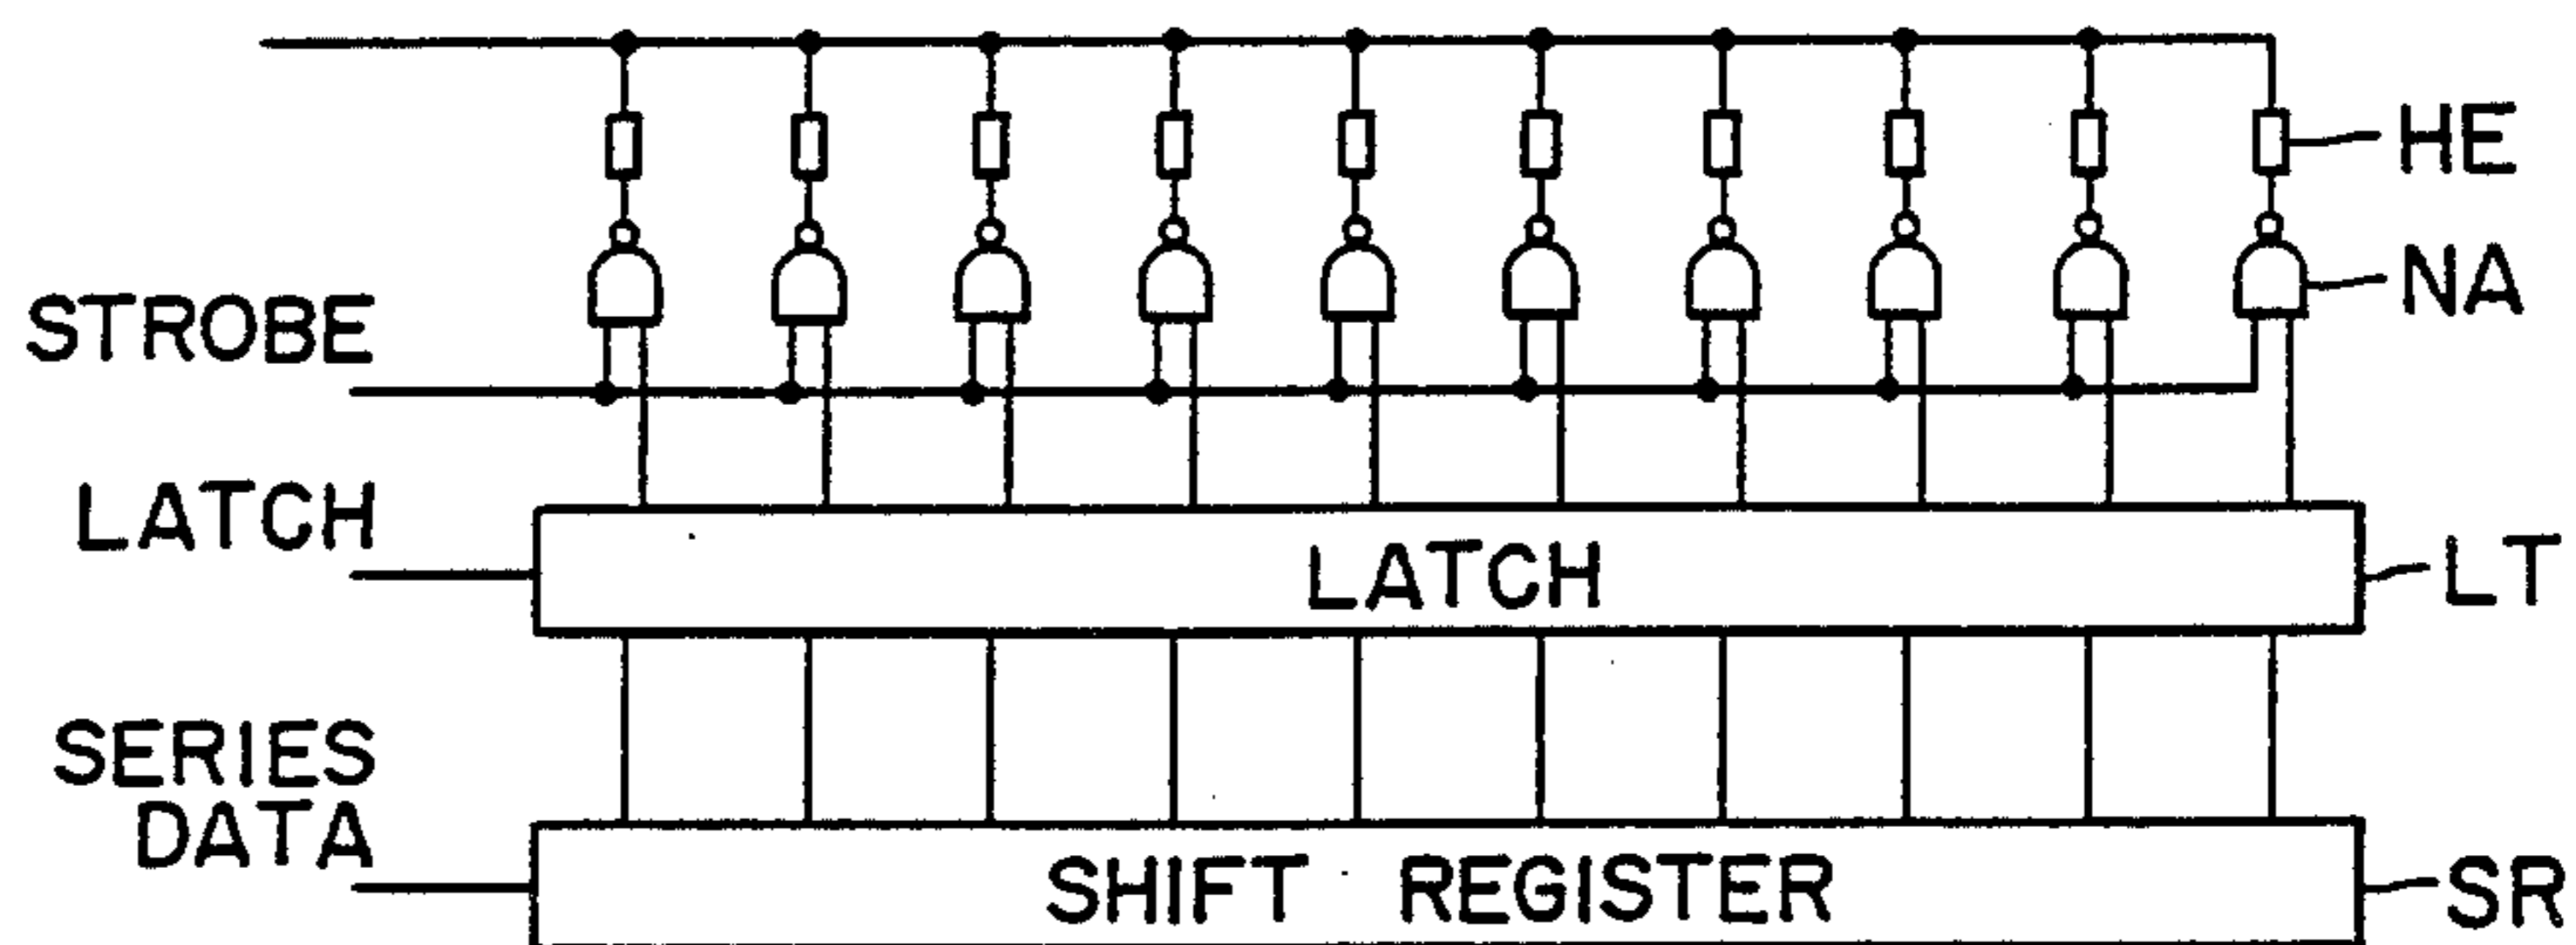 HE
NA
STROBE
LATCH
LATCH
LT
SERIES
DATA
SHIFT REGISTER
SR